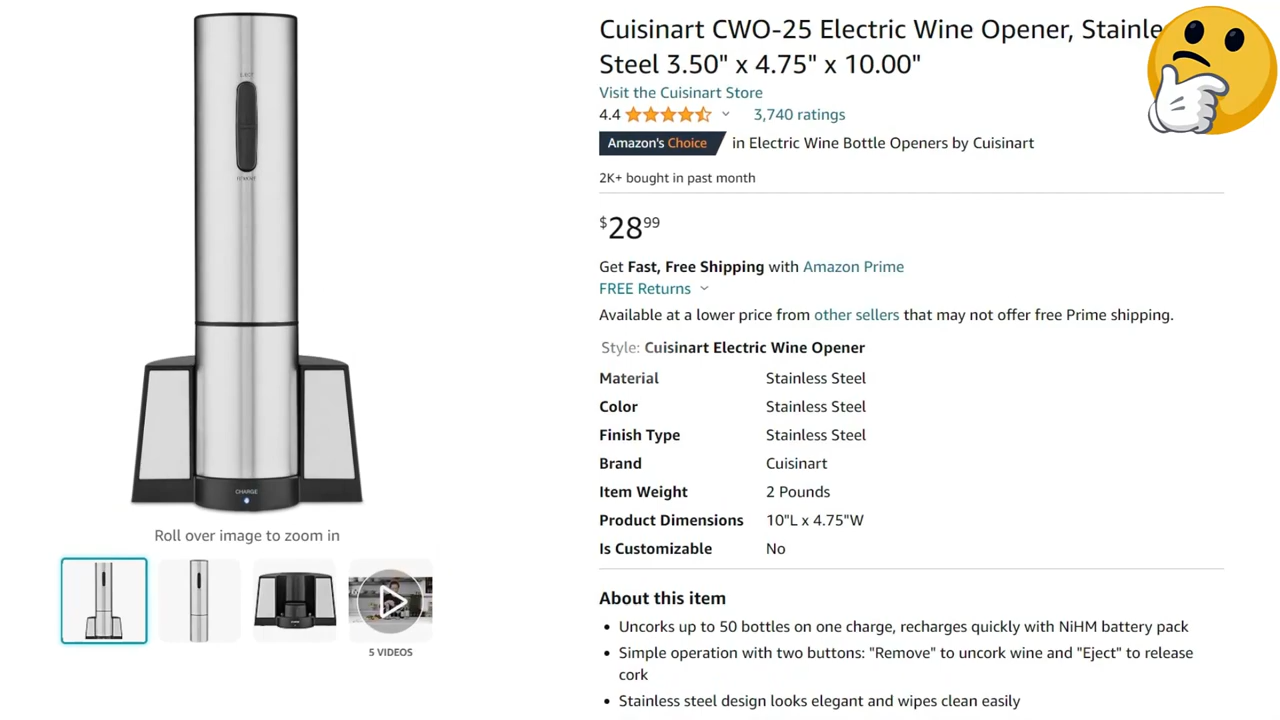 EJECT
REMOVE
CHARGE
Roll over image to zoom in
5 VIDEOS
Cuisinart CWO-25 Electric Wine Opener, Stainle
Steel 3.50" x 4.75" x 10.00"
Visit the Cuisinart Store
4.4 3,740 ratings
Amazon's Choice in Electric Wine Bottle Openers by Cuisinart
2K+ bought in past month
$28 99
Get Fast, Free Shipping with Amazon Prime
FREE Returns
Available at a lower price from other sellers that may not offer free Prime shipping.
Style: Cuisinart Electric Wine Opener
Material Stainless Steel
Color Stainless Steel
Finish Type Stainless Steel
Brand Cuisinart
Item Weight 2 Pounds
Product Dimensions 10"L x 4.75"W
Is Customizable No
About this item
• Uncorks up to 50 bottles on one charge, recharges quickly with NiHM battery pack
• Simple operation with two buttons: "Remove" to uncork wine and "Eject" to release
cork
• Stainless steel design looks elegant and wipes clean easily